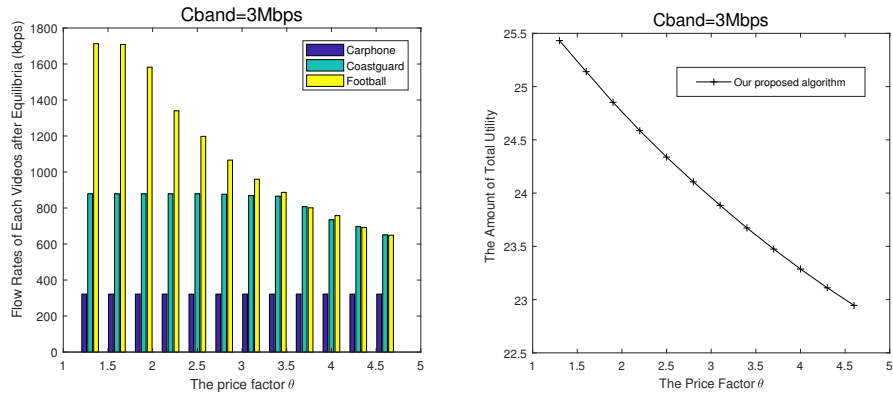 Cband=3Mbps
Flow Rates of Each Videos after Equilibria (kbps)
1800
1600
1400
1200
1000
800
600
400
200
0
Carphone
Coastguard
Football
1 1.5 2 2.5 3 3.5 4 4.5 5
The price factor θ
Cband=3Mbps
The Amount of Total Utility
25.5
25
24.5
24
23.5
23
22.5
Our proposed algorithm
1 1.5 2 2.5 3 3.5 4 4.5 5
The Price Factor θ